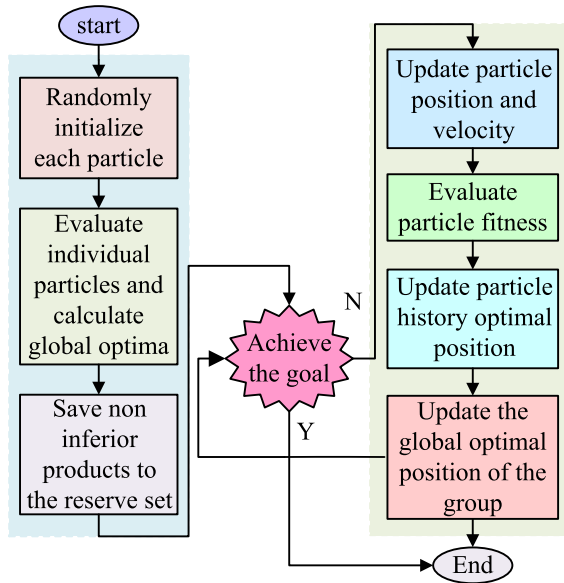 start
Randomly
initialize
each particle
Evaluate
individual
particles and
calculate
global optima
Save non
inferior
products to
the reserve set
Achieve
the goal
N
Y
Update particle
position and
velocity
Evaluate
particle fitness
Update particle
history optimal
position
Update the
global optimal
position of the
group
End